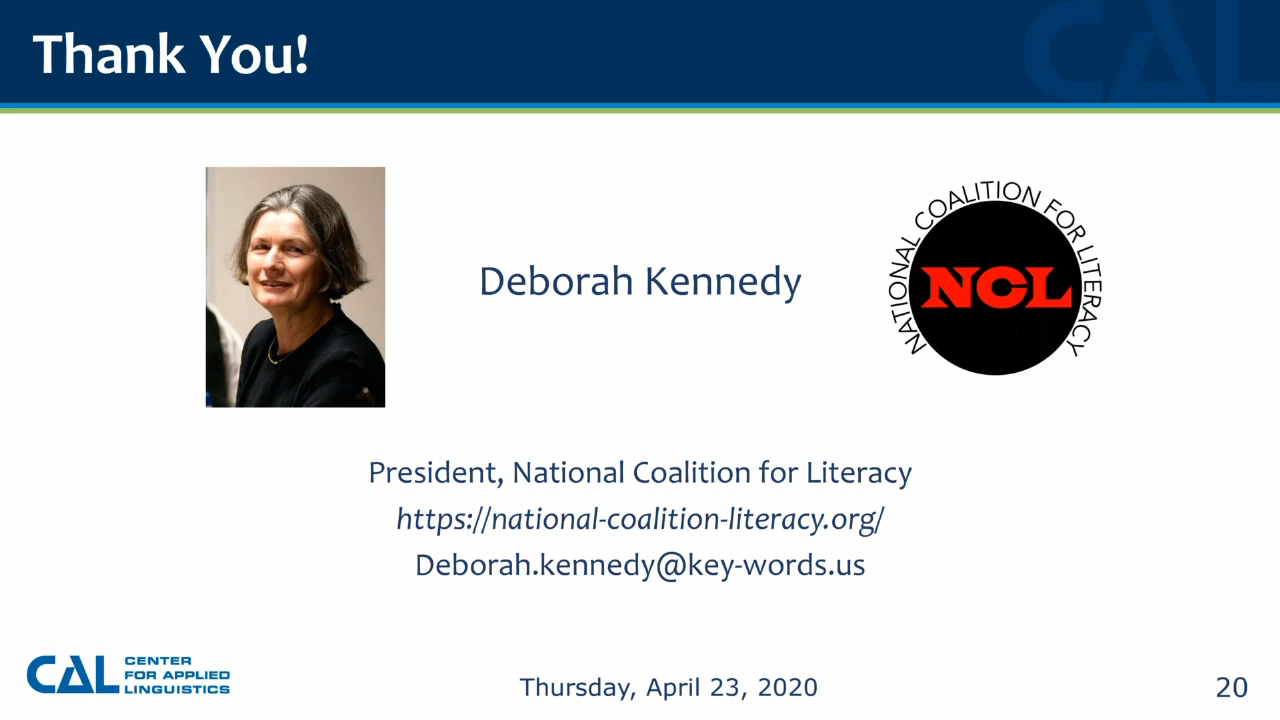 Thank You!
CAL
Deborah Kennedy
NATIONAL COALITION FOR LITERACY
NCL
President, National Coalition for Literacy
https://national-coalition-literacy.org/
Deborah.kennedy@key-words.us
CAL
CENTER
FOR APPLIED
LINGUISTICS
Thursday, April 23, 2020
20